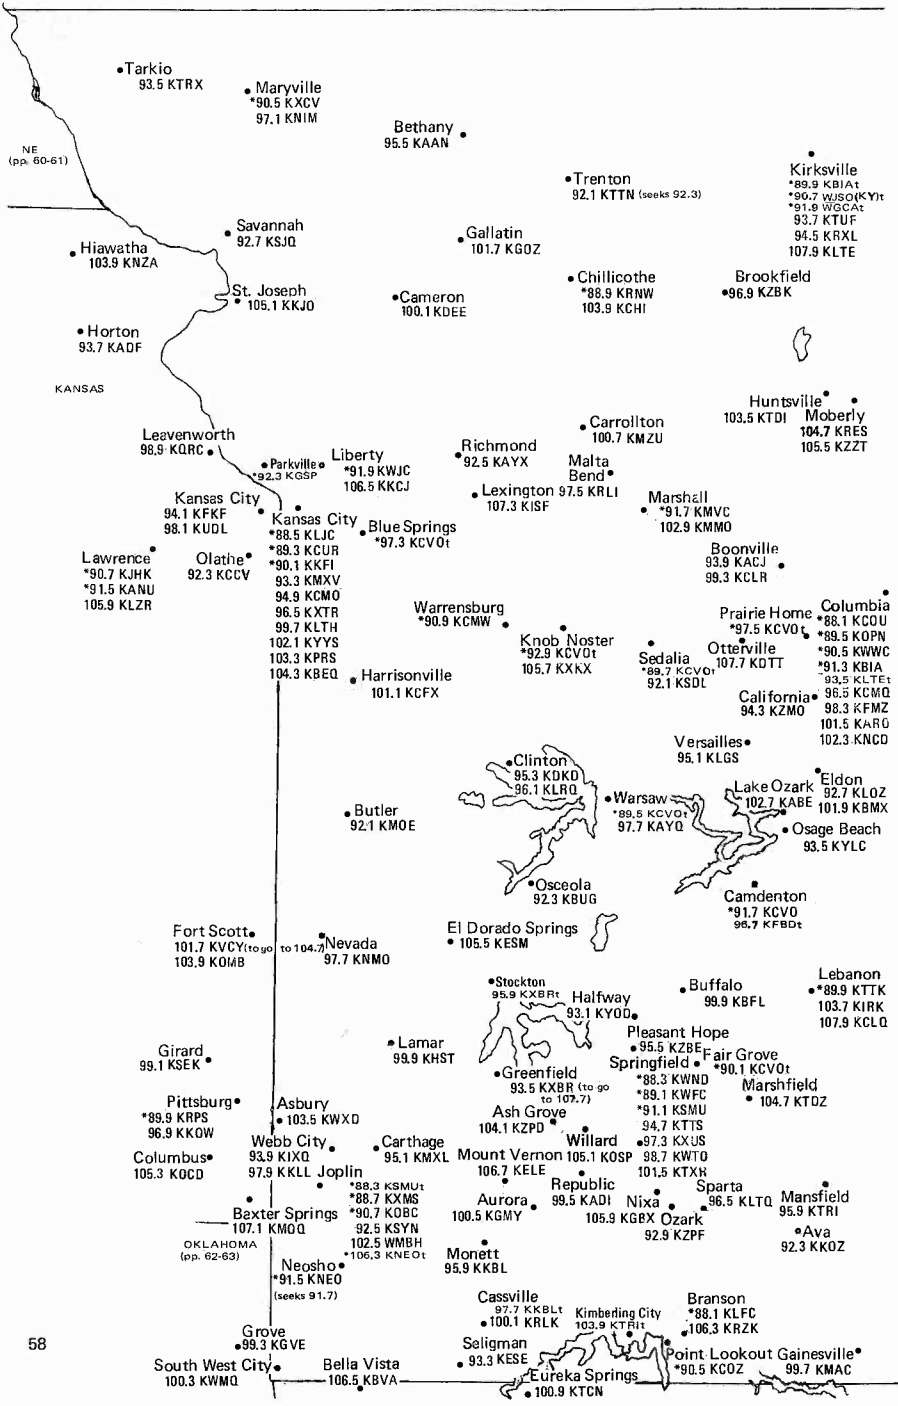 Tarkio
93.5 KTRX
Maryville
*90.5 KXCV
97.1 KNIM
Bethany
95.5 KAAN
NE
(pp. 60-61)
Trenton
92.1 KTTN (seeks 92.3)
Kirksville
*89.9 KBIAt
*90.7 WJSO(KY)t
*91.9 WGCAt
93.7 KTUF
94.5 KRXL
107.9 KLTE
Savannah
92.7 KSJQ
Gallatin
101.7 KGOZ
Hiawatha
103.9 KNZA
St. Joseph
105.1 KKJO
Cameron
100.1 KDEE
Chillicothe
*88.9 KRNW
103.9 KCHI
Brookfield
96.9 KZBK
Horton
93.7 KADF
KANSAS
Huntsville
103.5 KTDI
Moberly
104.7 KRES
105.5 KZZT
Carrollton
100.7 KMZU
Leavenworth
98.9 KQRC
Parkville
*92.3 KGSP
Liberty
*91.9 KWJC
106.5 KKCJ
Richmond
92.5 KAYX
Malta
Bend
97.5 KRLI
Lexington
107.3 KISF
Marshall
*91.7 KMVC
102.9 KMMO
Kansas City
94.1 KFKF
98.1 KUDL
Kansas City
*88.5 KLJC
*89.3 KCUR
*90.1 KKFI
93.3 KMXV
94.9 KCMO
96.5 KXTR
99.7 KLTH
102.1 KYYS
103.3 KPRS
104.3 KBEQ
Blue Springs
*97.3 KCVOt
Lawrence
*90.7 KJHK
*91.5 KANU
105.9 KLZR
Olathe
92.3 KCCV
Boonville
93.9 KACJ
99.3 KCLR
Warrensburg
*90.9 KCMW
Knob Noster
*92.9 KCVOt
105.7 KXKX
Sedalia
*89.7 KCVOt
92.1 KSDL
Prairie Home
*97.5 KCVOt
Otterville
107.7 KDTT
Columbia
*88.1 KCOU
*89.5 KOPN
*90.5 KWWC
*91.3 KBIA
93.5 KLTEt
96.5 KCMQ
98.3 KFMZ
101.5 KARO
102.3 KNCD
Harrisonville
101.1 KCFX
California
94.3 KZMO
Versailles
95.1 KLGS
Clinton
95.3 KDKD
96.1 KLRQ
Butler
92.1 KMOE
Warsaw
*89.5 KCVOt
97.7 KAYQ
Lake Ozark
102.7 KABE
Eldon
92.7 KLOZ
101.9 KBMX
Osage Beach
93.5 KYLC
Osceola
92.3 KBUG
Camdenton
*91.7 KCVO
96.7 KFBDt
Fort Scott
101.7 KVCY(to go to 104.7)
103.9 KOMB
Nevada
97.7 KNMO
El Dorado Springs
105.5 KESM
Stockton
95.9 KXBRt
Halfway
93.1 KYOO
Buffalo
99.9 KBFL
Lebanon
*89.9 KTTK
103.7 KIRK
107.9 KCLQ
Girard
99.1 KSEK
Lamar
99.9 KHST
Pleasant Hope
95.5 KZBE
Greenfield
93.5 KXBR (to go
to 107.7)
Springfield
*88.3 KWND
*89.1 KWFC
*91.1 KSMU
94.7 KTTS
97.3 KXUS
98.7 KWTO
101.5 KTXR
Fair Grove
*90.1 KCVOt
Marshfield
104.7 KTOZ
Pittsburg
*89.9 KRPS
96.9 KKOW
Asbury
103.5 KWXD
Ash Grove
104.1 KZPD
Willard
105.1 KOSP
Columbus
105.3 KOCD
Webb City
93.9 KIXQ
97.9 KKLL
Joplin
*88.3 KSMUt
*88.7 KXMS
*90.7 KOBC
92.5 KSYN
102.5 WMBH
*106.3 KNEOt
Carthage
95.1 KMXL
Mount Vernon
106.7 KELE
Republic
99.5 KADI
Aurora
100.5 KGMY
Nixa
105.9 KGBX
Ozark
92.9 KZPF
Sparta
96.5 KLTQ
Mansfield
95.9 KTRI
Baxter Springs
107.1 KMOQ
OKLAHOMA
(pp. 62-63)
Neosho
*91.5 KNEO
(seeks 91.7)
Monett
95.9 KKBL
Ava
92.3 KKOZ
Cassville
97.7 KKBLt
100.1 KRLK
Kimberling City
103.9 KTRIt
Branson
*88.1 KLFC
106.3 KRZK
58
Grove
99.3 KGVE
Seligman
93.3 KESE
Point Lookout
*90.5 KCOZ
Gainesville
99.7 KMAC
South West City
100.3 KWMQ
Bella Vista
106.5 KBVA
Eureka Springs
100.9 KTCN